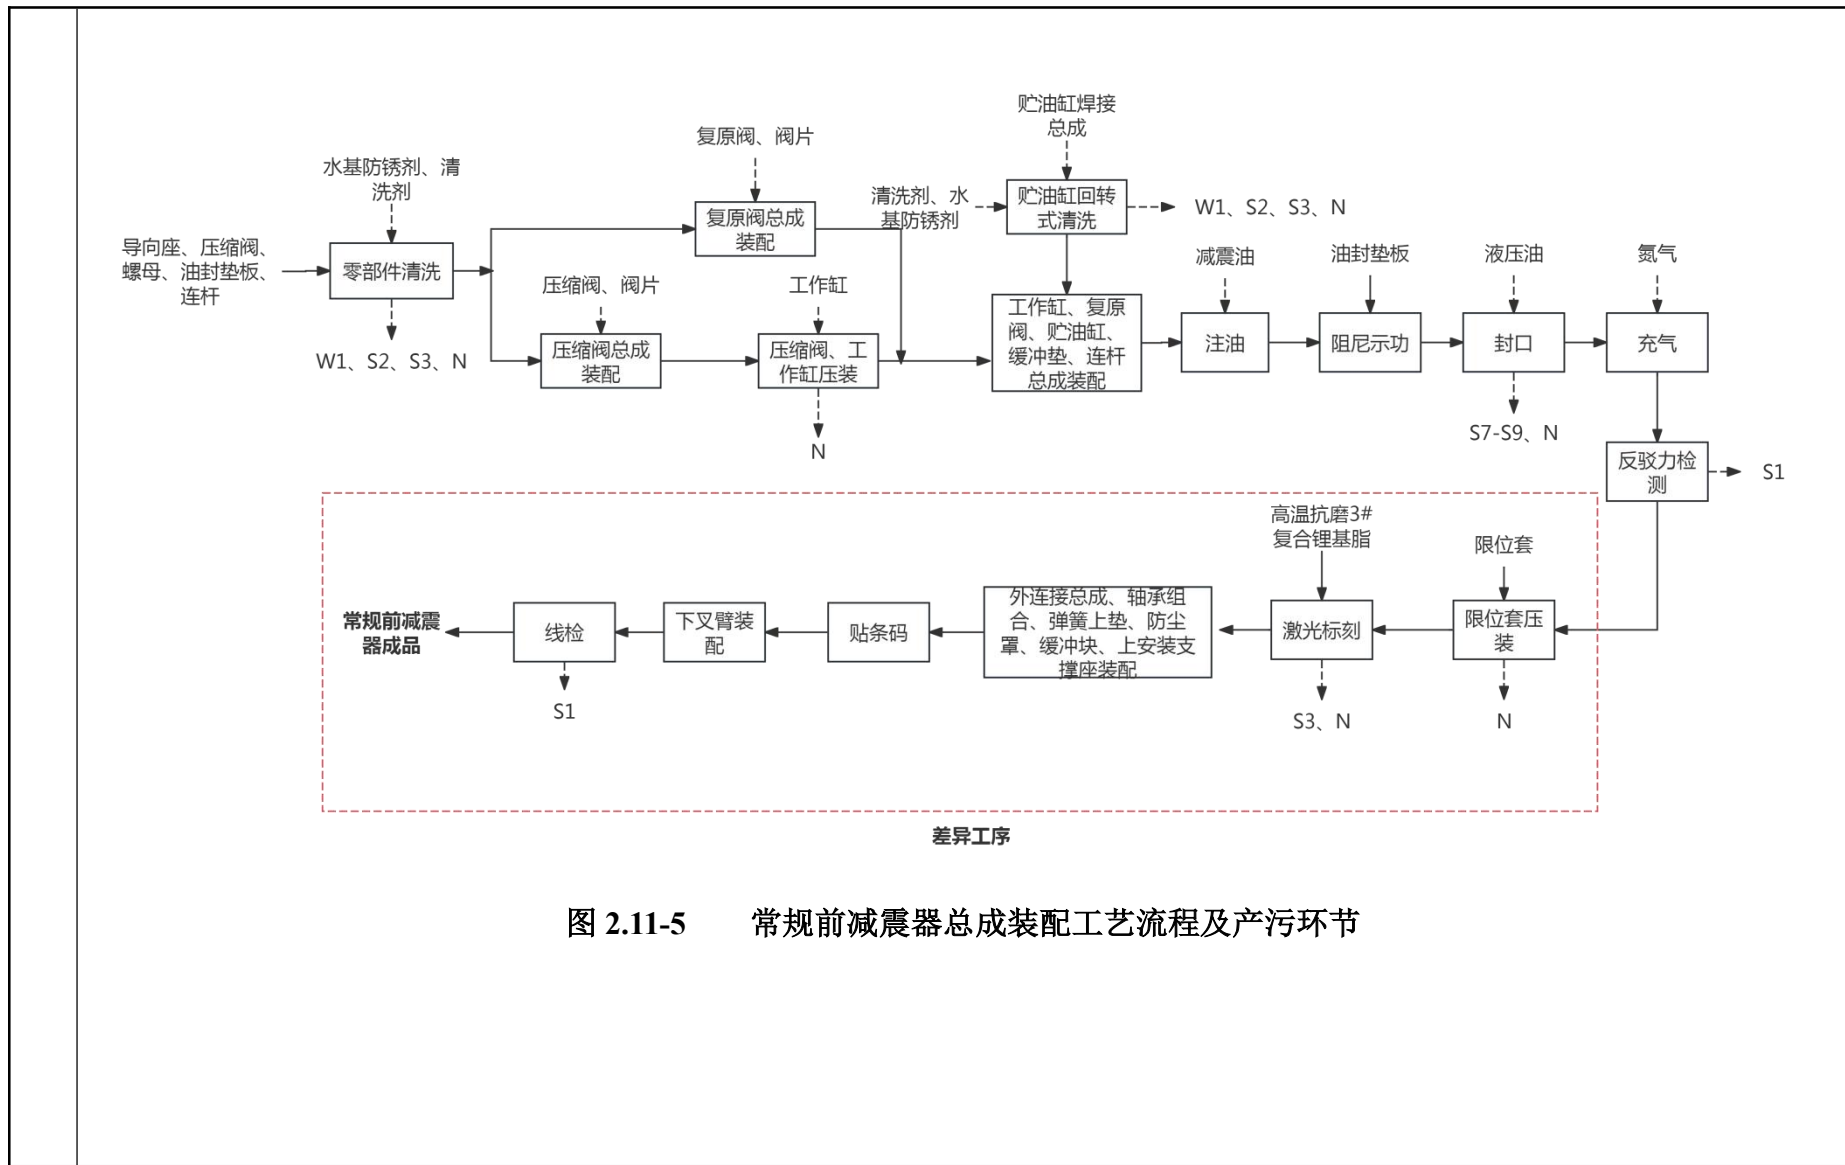 贮油缸焊接
总成
复原阀、阀片
水基防锈剂、清
洗剂
清洗剂、水
基防锈剂
贮油缸回转
式清洗
W1、S2、S3、N
复原阀总成
装配
导向座、压缩阀、
螺母、油封垫板、
连杆
零部件清洗
压缩阀、阀片
工作缸
减震油
油封垫板
液压油
氮气
W1、S2、S3、N
压缩阀总成
装配
压缩阀、工
作缸压装
工作缸、复原
阀、贮油缸、
缓冲垫、连杆
总成装配
注油
阻尼示功
封口
充气
N
S7-S9、N
反驳力检
测
S1
高温抗磨3#
复合锂基脂
限位套
常规前减震
器成品
线检
下叉臂装
配
贴条码
外连接总成、轴承组
合、弹簧上垫、防尘
罩、缓冲块、上安装支
撑座装配
激光标刻
限位套压
装
S1
S3、N
N
差异工序
图 2.11-5 常规前减震器总成装配工艺流程及产污环节